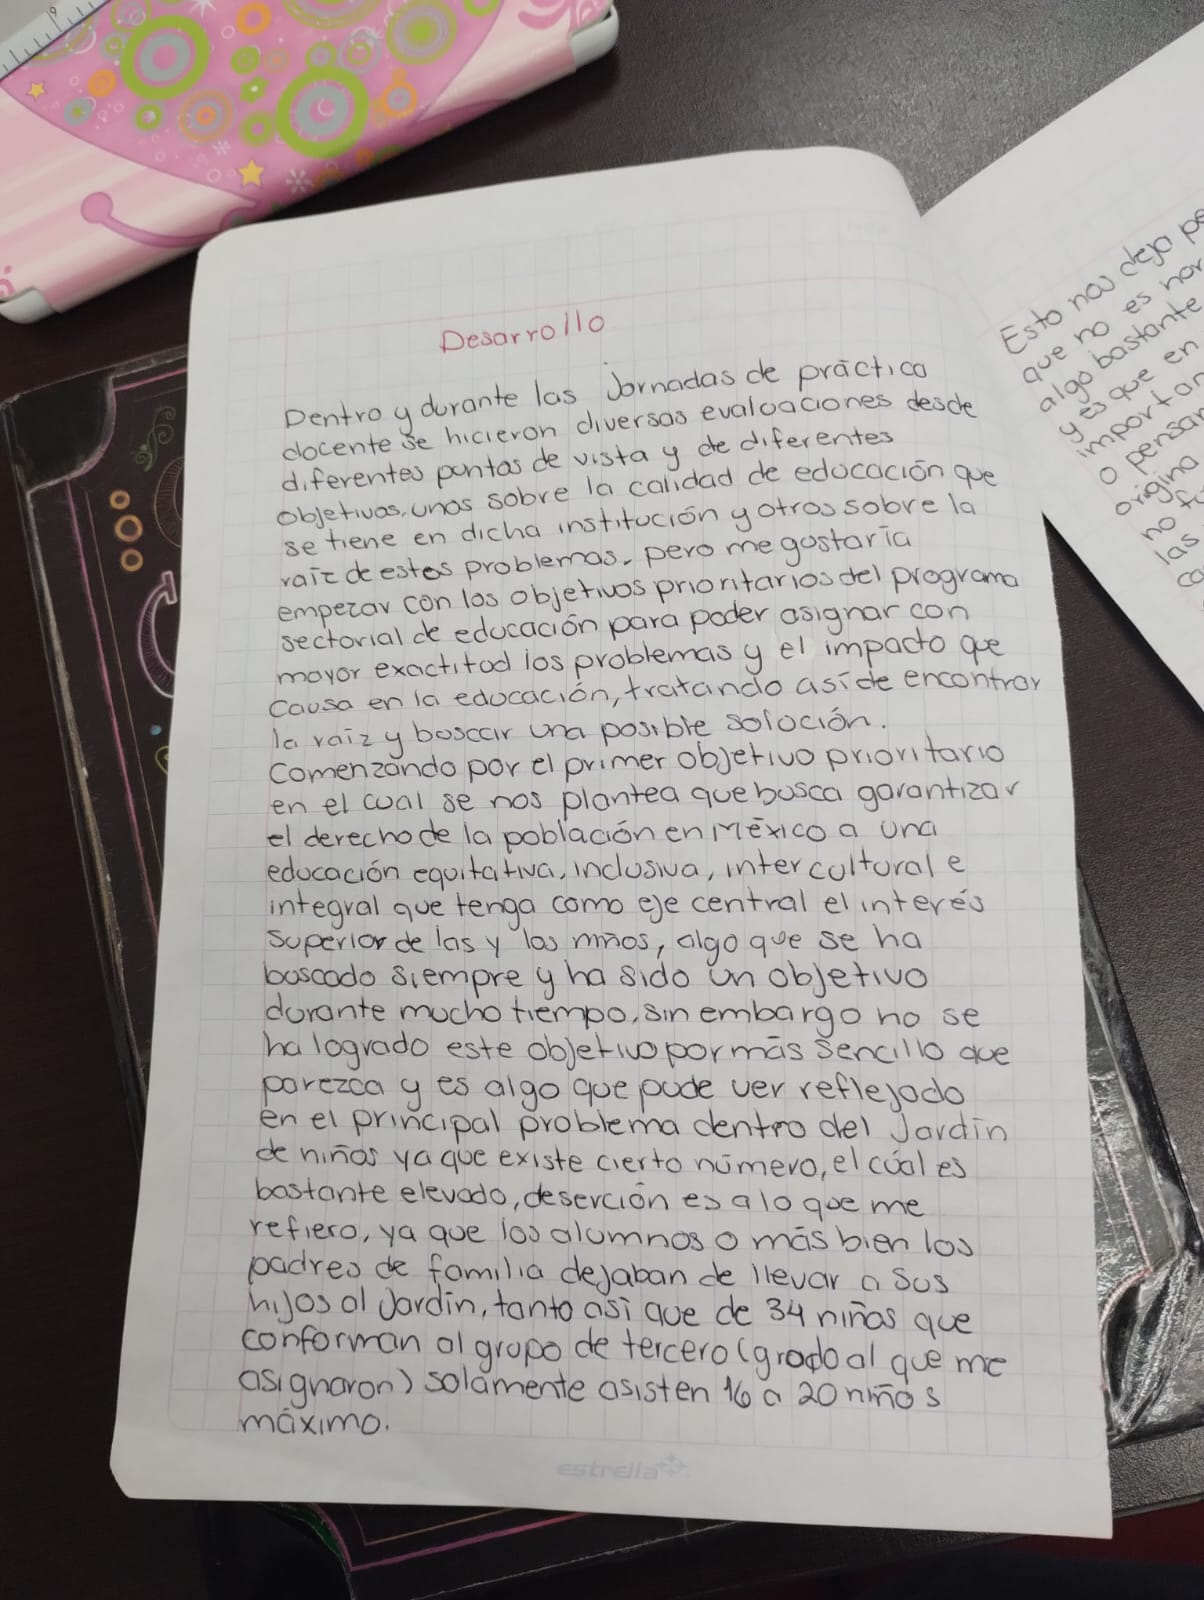 Desarrollo
Dentro y durante las Jornadas de práctica
docente se hicieron diversas evaluaciones desde
diferentes puntos de vista y de diferentes
objetivos, unos sobre la calidad de educación que
se tiene en dicha institución y otros sobre la
raíz de estos problemas, pero me gustaría
empezar con los objetivos prioritarios del programa
sectorial de educación para poder asignar con
mayor exactitud los problemas y el impacto que
causa en la educación, tratando aside encontrar
la raíz y buscar una posible solución.
Comenzando por el primer objetivo prioritario
en el cual se nos plantea que busca garantizar
el derecho de la población en México a una
educación equitativa, inclusiva, intercultural e
integral que tenga como eje central el interés
superior de las y los niños, algo que se ha
buscado siempre y ha sido un objetivo
durante mucho tiempo, sin embargo no se
ha logrado este objetivo por más sencillo que
parezca y es algo que pude ver reflejado
en el principal problema dentro del Jardín
de niños ya que existe cierto número, el cúal es
bastante elevado, deserción es a lo que me
refiero, ya que los alumnos o más bien los
padres de familia dejaban de llevar a sus
hijos al Jardín, tanto así que de 34 niños que
conforman al grupo de tercero (grado al que me
asignaron) solamente asisten 16 a 20 niños
máximo.
estrella
Esto nos deja
que no es
algo bastante
y es que en
o
origina
no
las
9